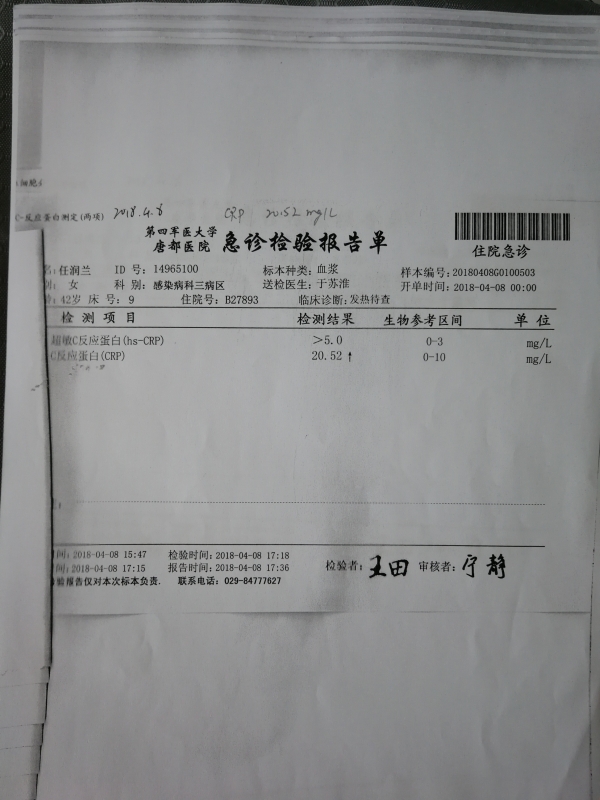 细胞
C-反应蛋白测定(两项) 2018.4.8 CRP 20.52 mg/L
第四军医大学
唐都医院 急诊检验报告单
住院急诊
名:任润兰 ID 号: 14965100 标本种类: 血浆 样本编号: 20180408G0100503
别: 女 科 别: 感染病科三病区 送检医生: 于苏淮 开单时间: 2018-04-08 00:00
龄: 42岁 床 号: 9 住院号: B27893 临床诊断: 发热待查
检 测 项 目 检测结果 生物参考区间 单 位
超敏C反应蛋白(hs-CRP) >5.0 0-3 mg/L
C反应蛋白(CRP) 20.52 ↑ 0-10 mg/L
时间: 2018-04-08 15:47 检验时间: 2018-04-08 17:18
时间: 2018-04-08 17:15 报告时间: 2018-04-08 17:36 检验者: 王田 审核者: 宁静
检验报告仅对本次标本负责. 联系电话: 029-84777627